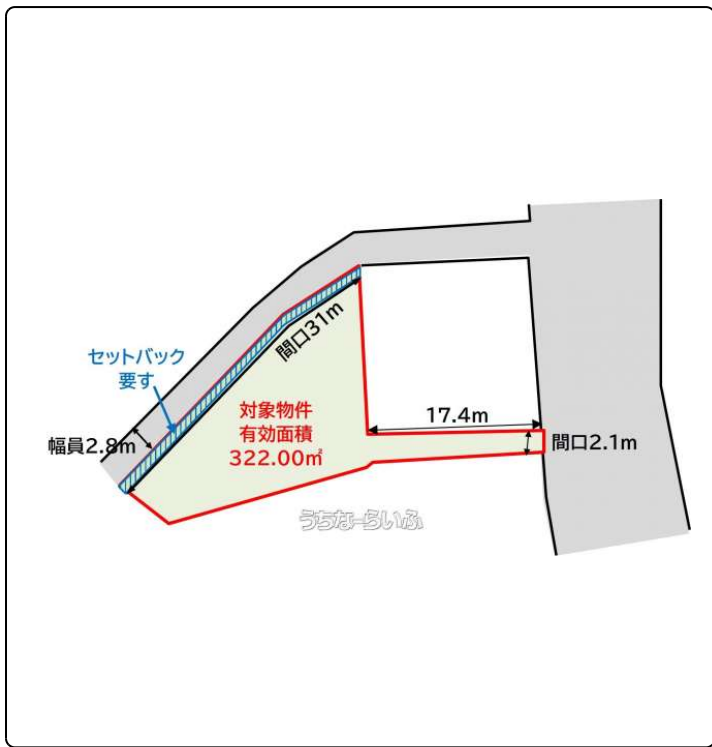 セットバック
要す
間口31m
幅員2.8m
対象物件
有効面積
322.00㎡
17.4m
間口2.1m
うちなーらいふ